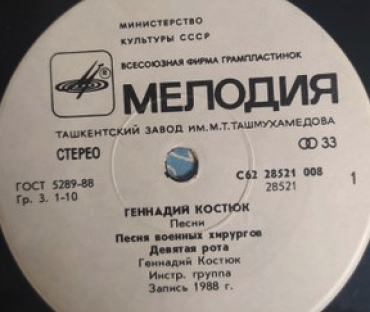 МИНИСТЕРСТВО
КУЛЬТУРЫ СССР
ВСЕСОЮЗНАЯ ФИРМА ГРАМПЛАСТИНОК
МЕЛОДИЯ
ТАШКЕНТСКИЙ ЗАВОД ИМ. М.Т. ТАШМУХАМЕДОВА
СТЕРЕО
33
ГОСТ 5289-88
Гр. 3. 1-10
С62 28521 008
28521
1
ГЕННАДИЙ КОСТЮК
Песни
Песня военных хирургов
Девятая рота
Геннадий Костюк
Инстр. группа
Запись 1988 г.